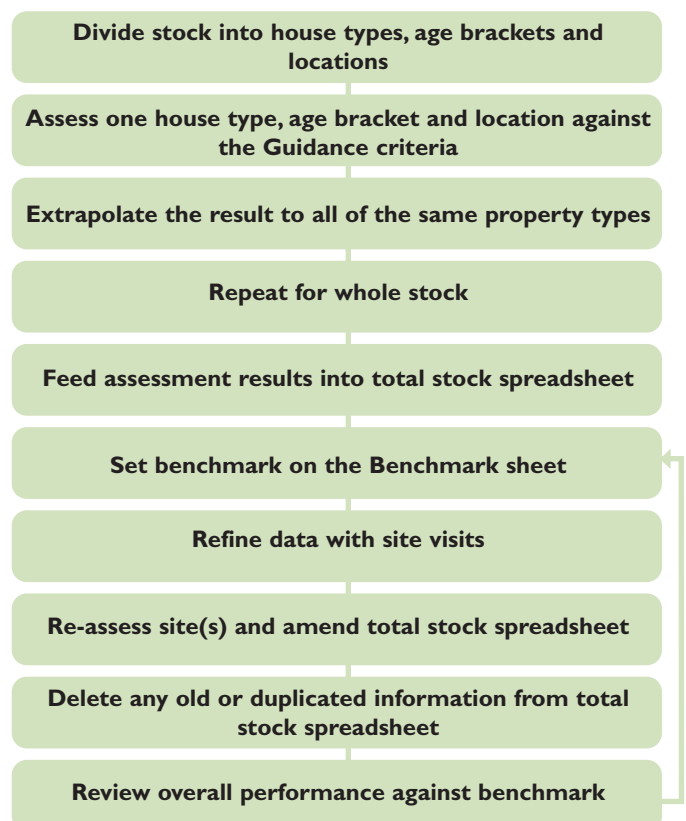 Divide stock into house types, age brackets and
locations
Assess one house type, age bracket and location against
the Guidance criteria
Extrapolate the result to all of the same property types
Repeat for whole stock
Feed assessment results into total stock spreadsheet
Set benchmark on the Benchmark sheet
Refine data with site visits
Re-assess site(s) and amend total stock spreadsheet
Delete any old or duplicated information from total
stock spreadsheet
Review overall performance against benchmark